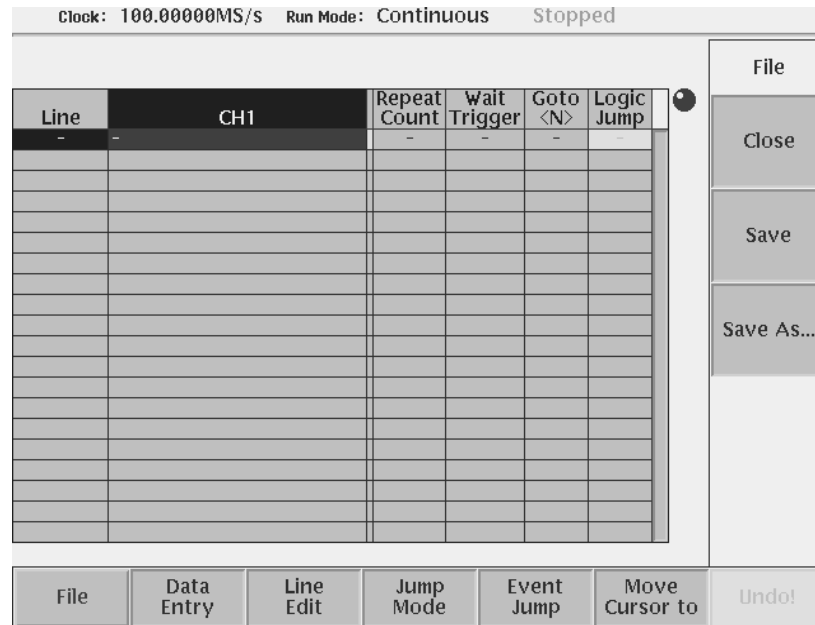 Clock: 100.00000MS/s Run Mode: Continuous Stopped
File
Line CH1 Repeat Count Wait Trigger Goto <N> Logic Jump
- - - - - -
Close
Save
Save As...
File Data Entry Line Edit Jump Mode Event Jump Move Cursor to Undo!